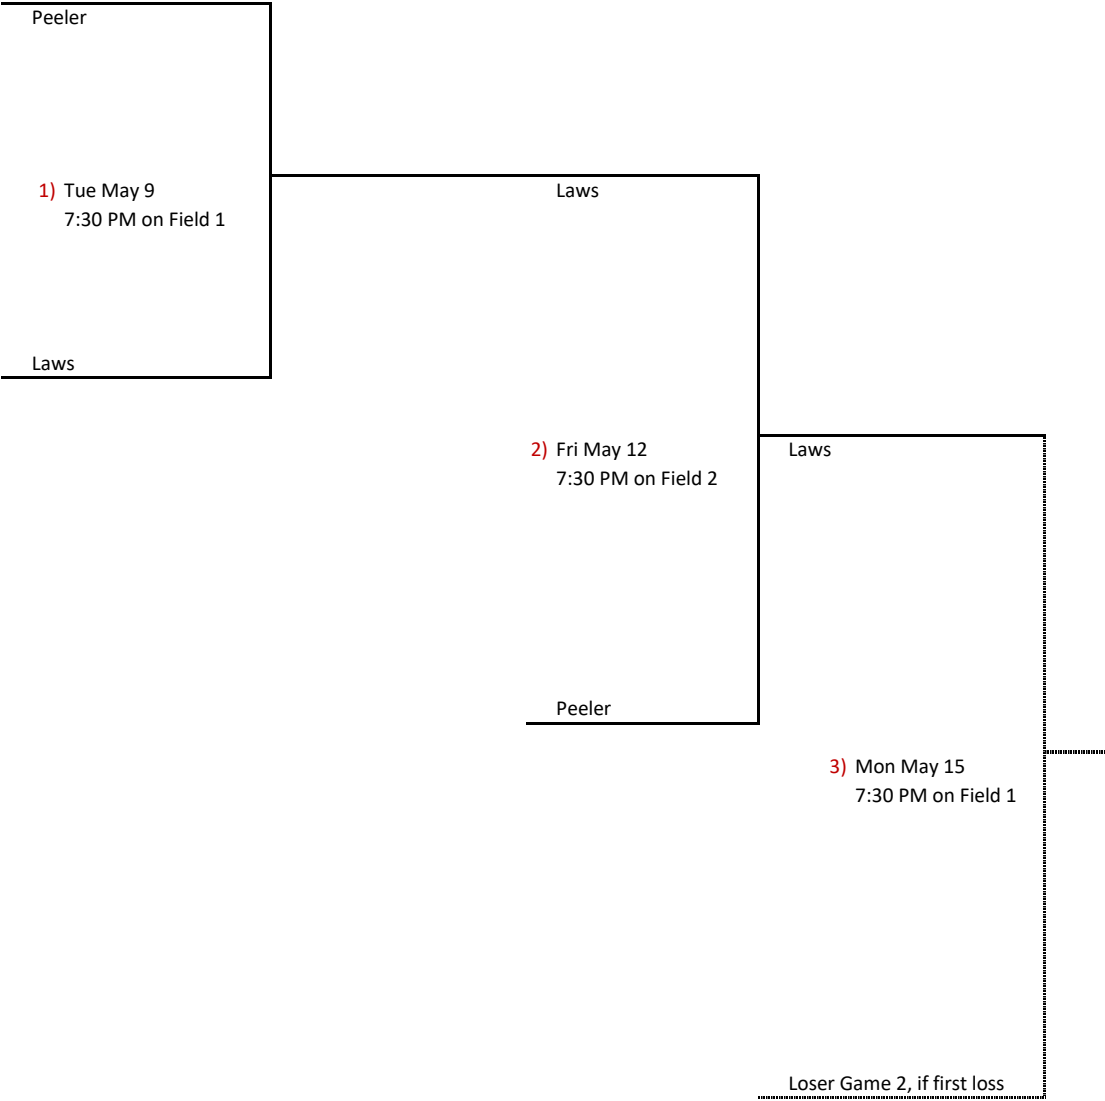 Peeler
1) Tue May 9
7:30 PM on Field 1
Laws
Laws
2) Fri May 12
7:30 PM on Field 2
Laws
Peeler
3) Mon May 15
7:30 PM on Field 1
Loser Game 2, if first loss